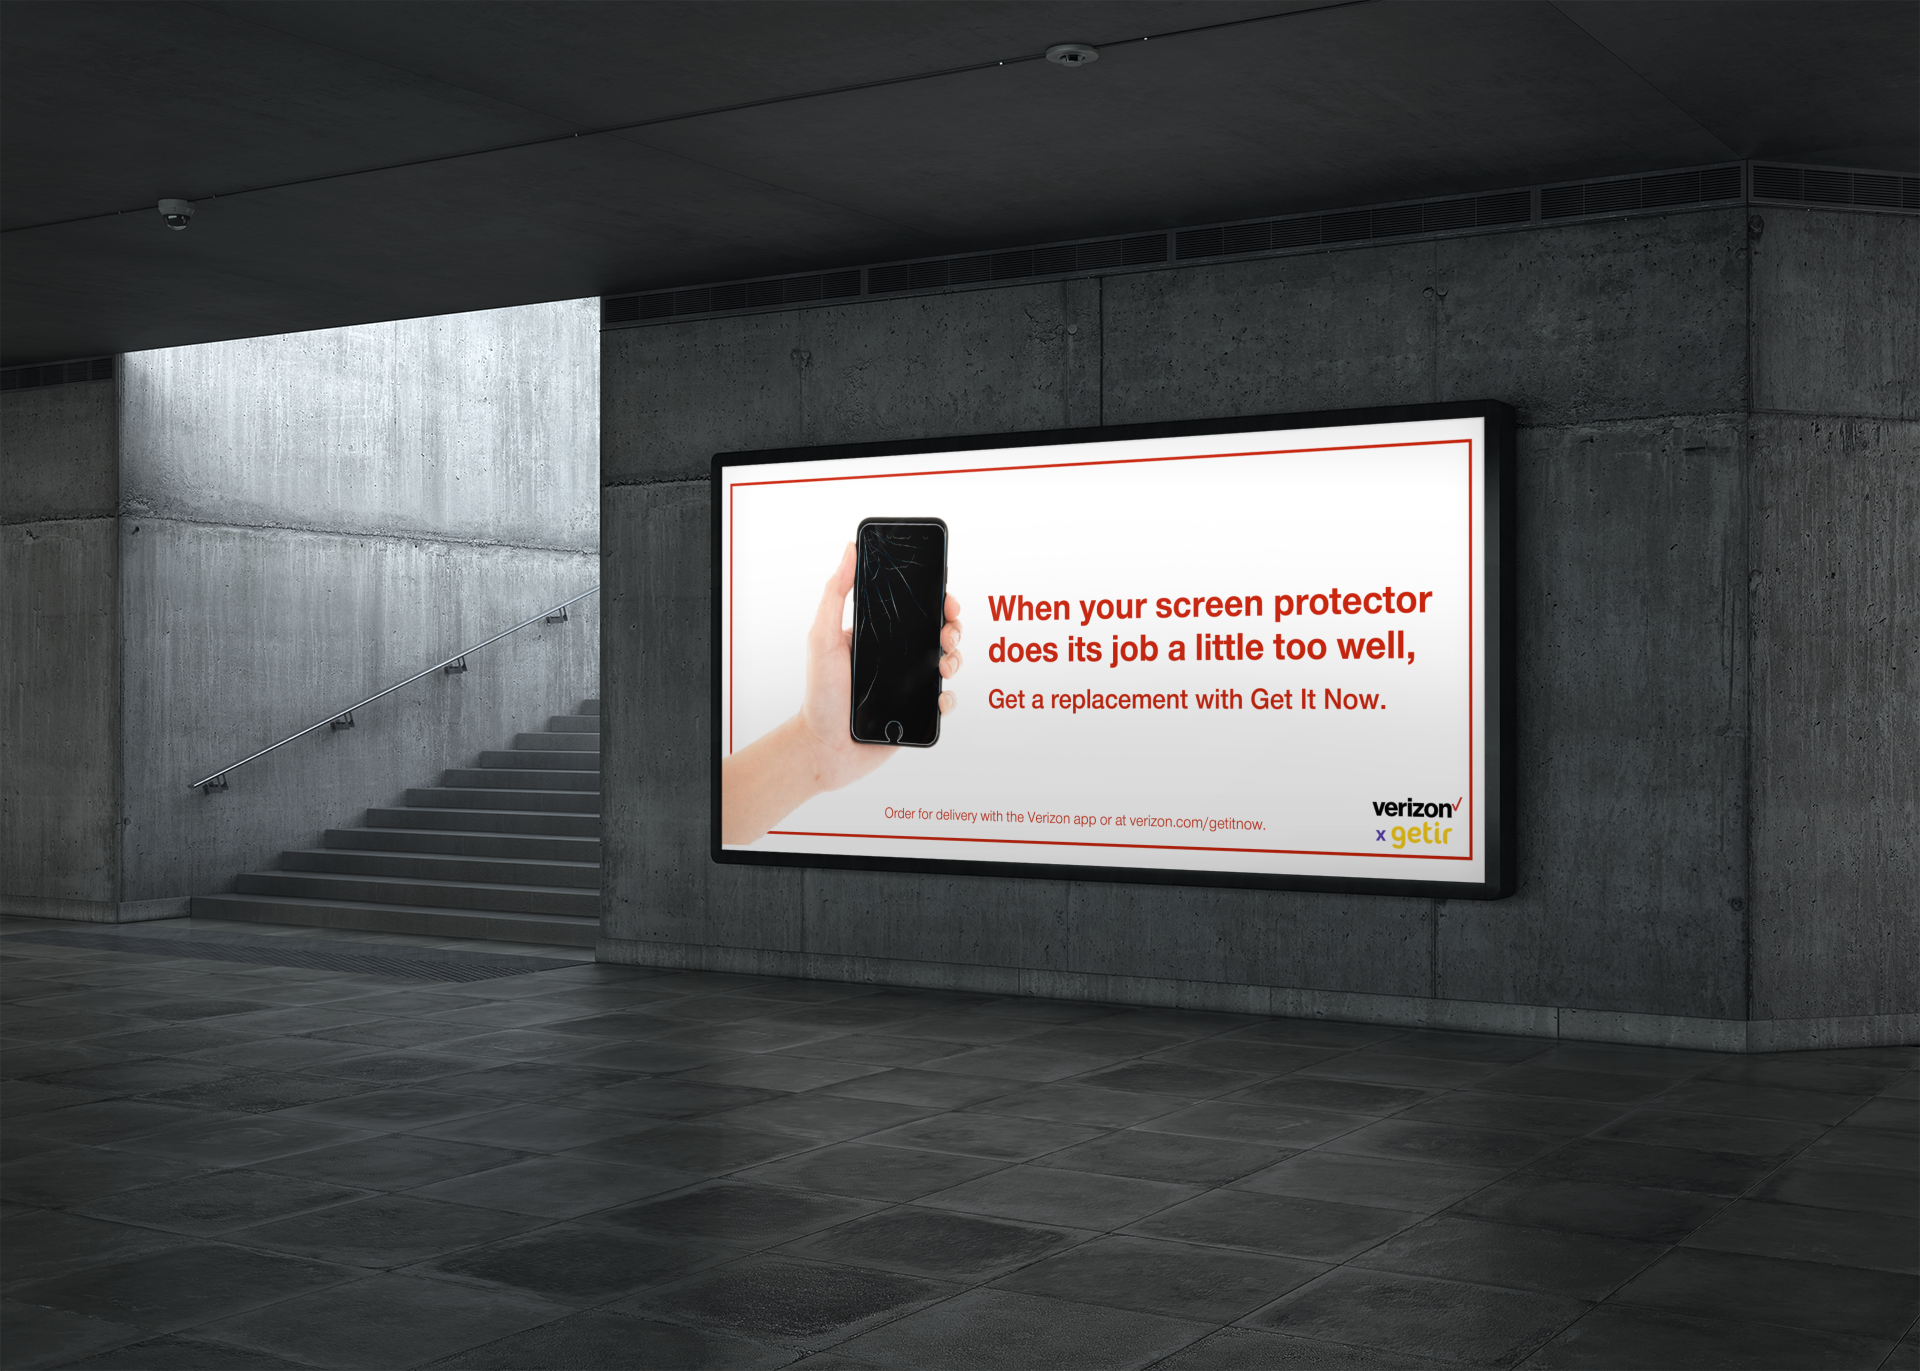 When your screen protector
does its job a little too well,
Get a replacement with Get It Now.
Order for delivery with the Verizon app or at verizon.com/getitnow.
verizon✓
x getir